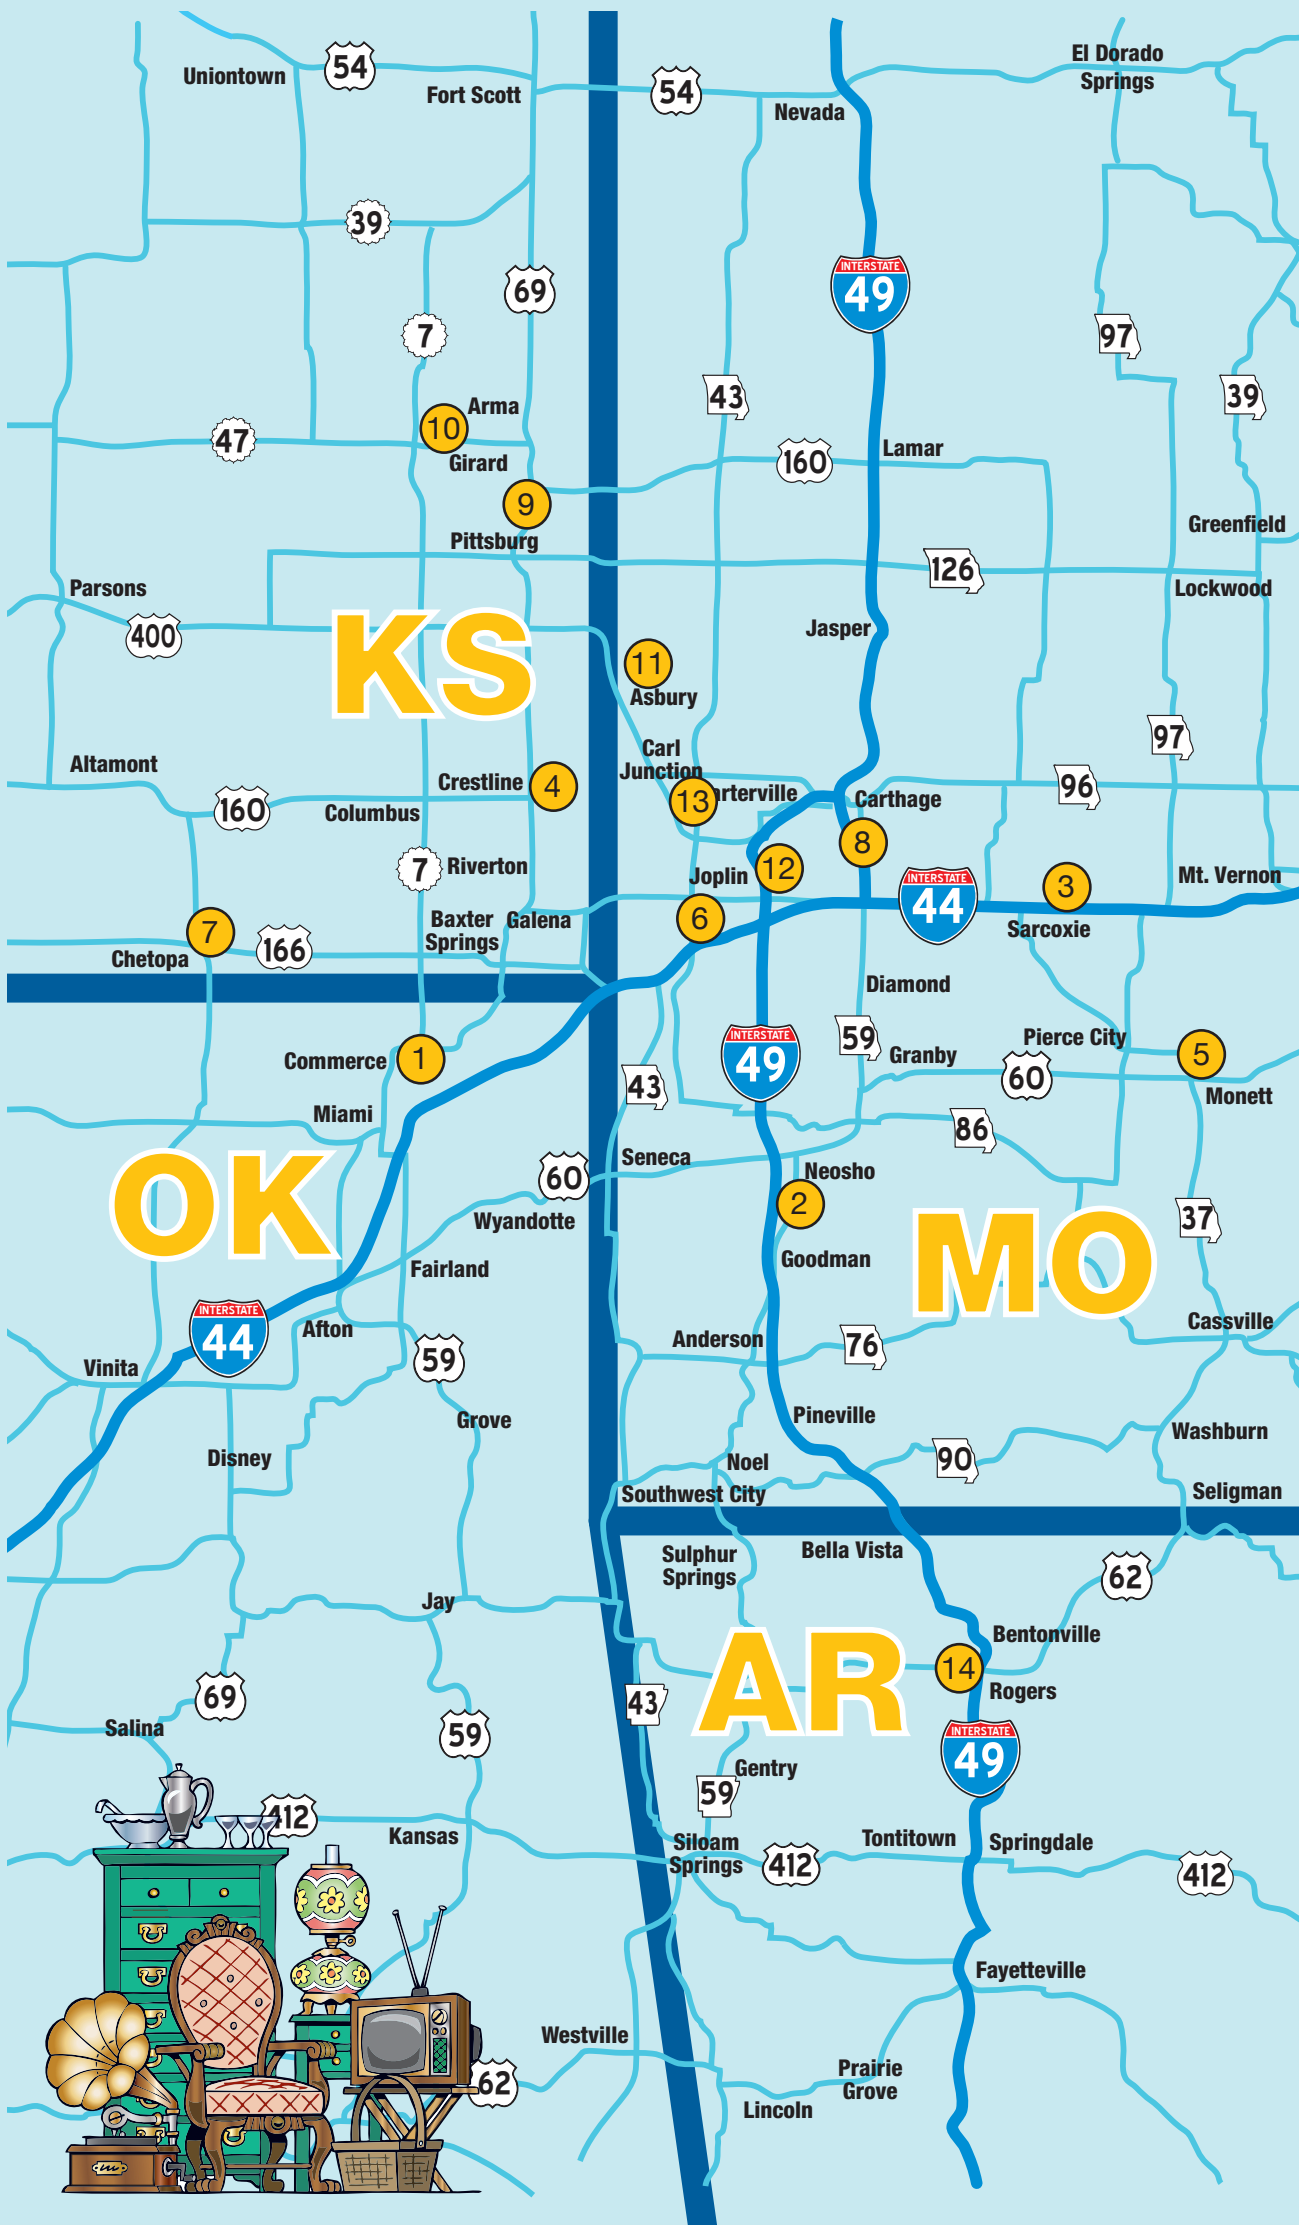 El Dorado
Springs
Uniontown
54
Fort Scott
54
Nevada
39
INTERSTATE
49
69
7
97
43
39
Arma
10
47
Girard
160
Lamar
9
Pittsburg
Greenfield
126
Parsons
Lockwood
400
KS
Jasper
11
Asbury
97
Carl
Junction
Altamont
Crestline
4
13
arterville
Carthage
96
160
Columbus
8
7
Riverton
Joplin
12
INTERSTATE
44
3
Mt. Vernon
7
Baxter
Springs
Galena
6
Sarcoxie
Chetopa
166
Diamond
Commerce
1
INTERSTATE
49
59
Granby
Pierce City
5
60
Monett
43
Miami
86
OK
60
Seneca
Neosho
2
Wyandotte
37
MO
Goodman
Fairland
INTERSTATE
44
Afton
Anderson
76
Cassville
Vinita
59
Grove
Pineville
Washburn
Disney
Noel
90
Southwest City
Seligman
Sulphur
Springs
Bella Vista
62
Jay
AR
Bentonville
14
Rogers
69
43
Salina
59
INTERSTATE
49
Gentry
59
412
Kansas
Siloam
Springs
412
Tontitown
Springdale
412
Fayetteville
Westville
62
Prairie
Grove
Lincoln